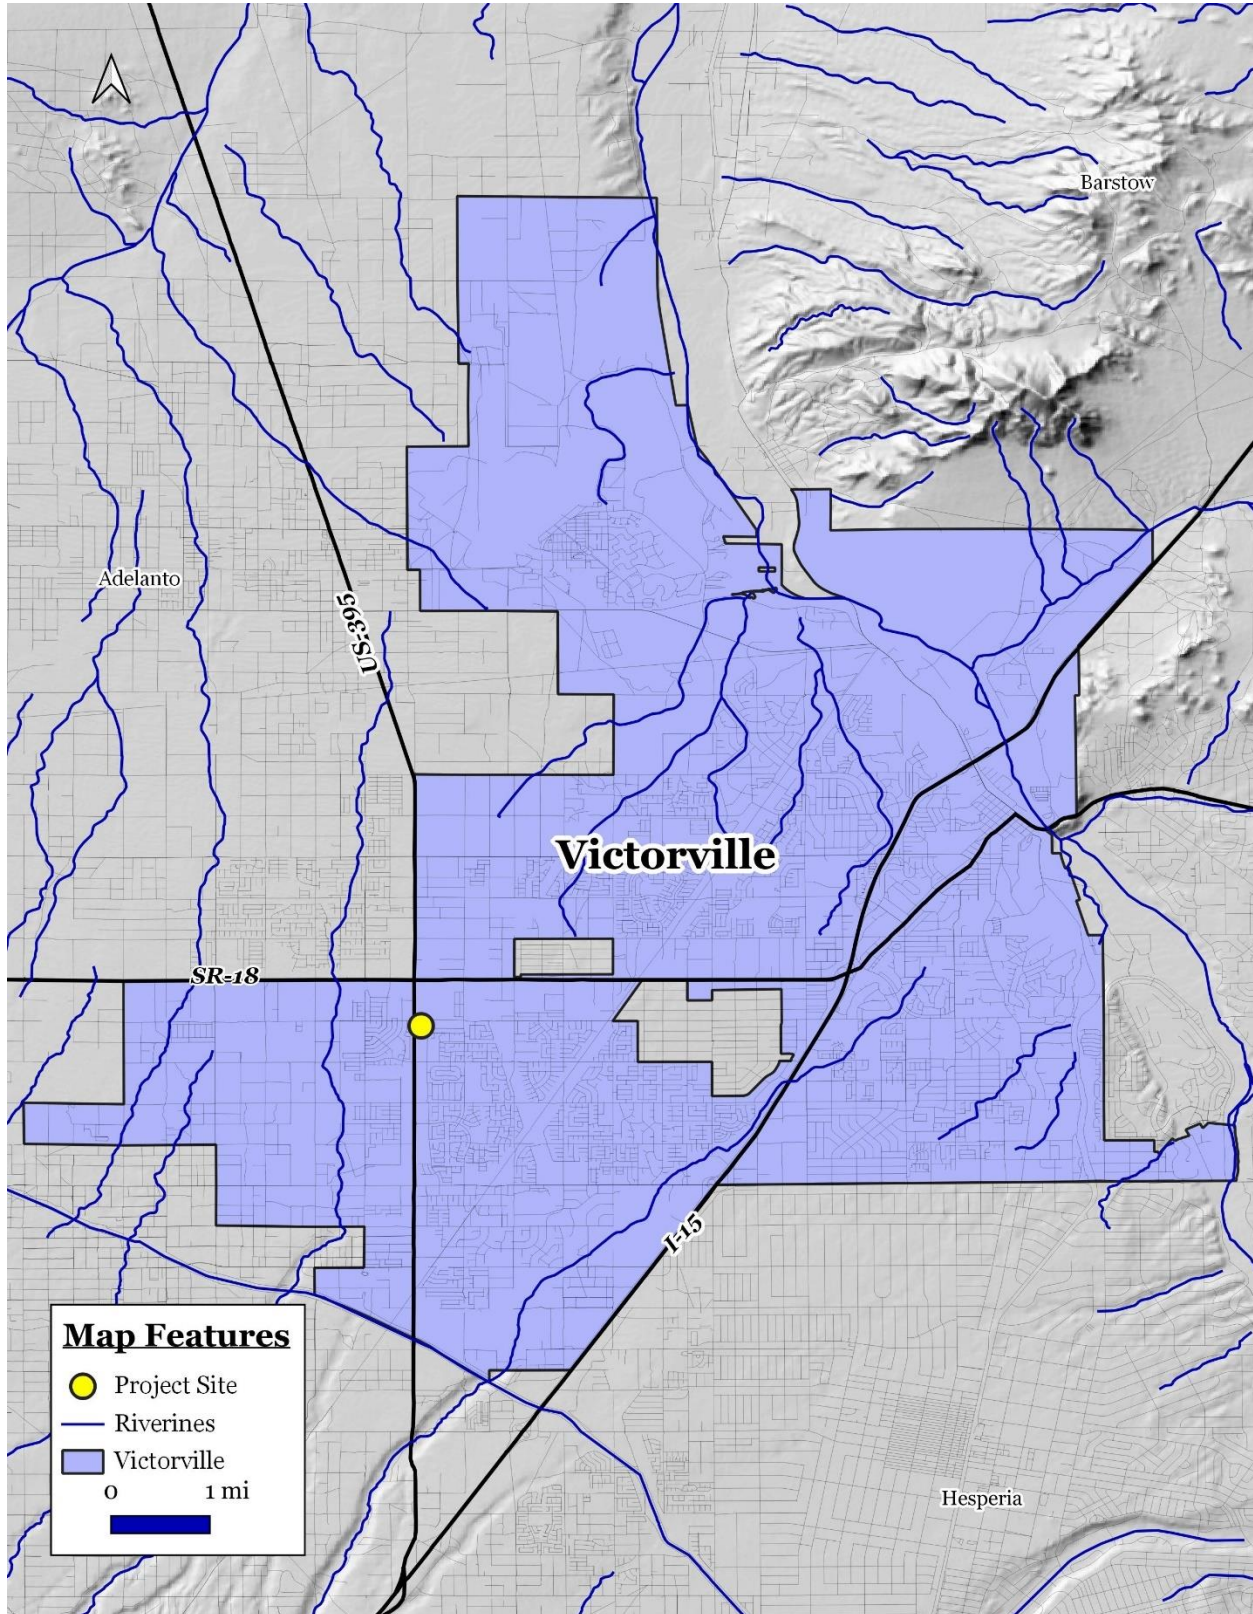 Barstow
Adelanto
US-395
Victorville
SR-18
I-15
Map Features
Project Site
Riverines
Victorville
0 1 mi
Hesperia